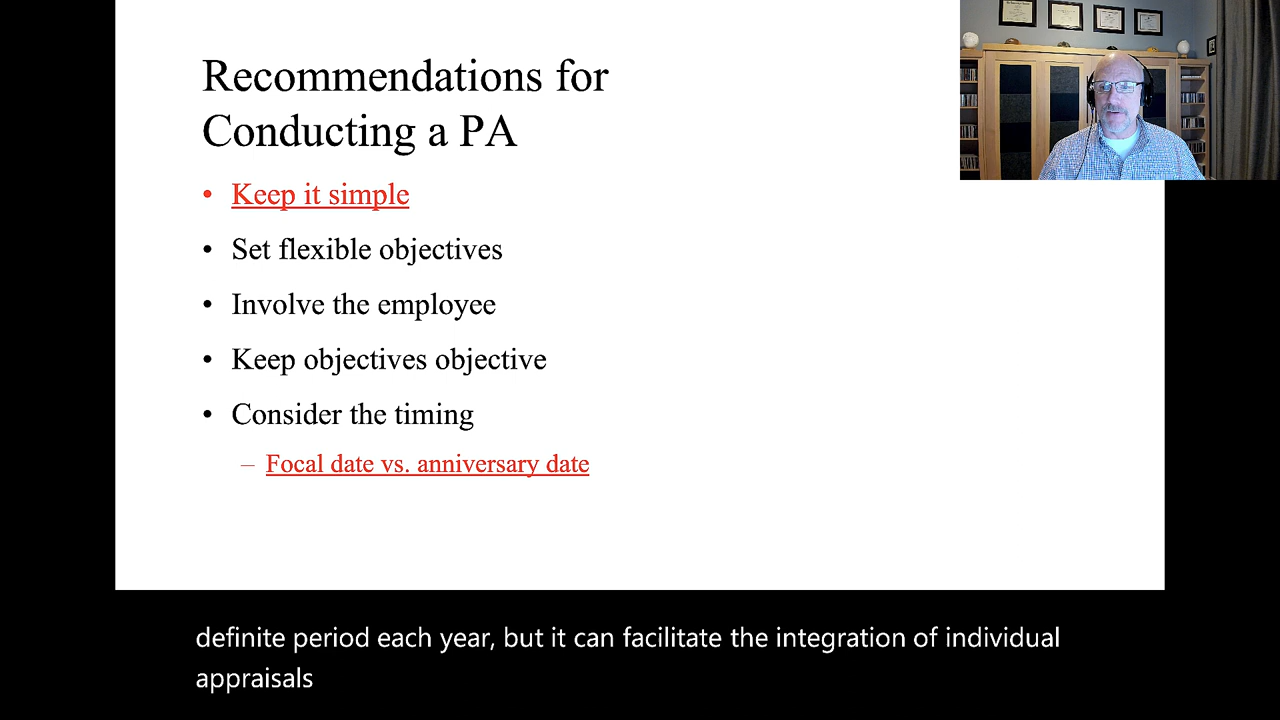 Recommendations for
Conducting a PA
• Keep it simple
• Set flexible objectives
• Involve the employee
• Keep objectives objective
• Consider the timing
– Focal date vs. anniversary date
definite period each year, but it can facilitate the integration of individual
appraisals